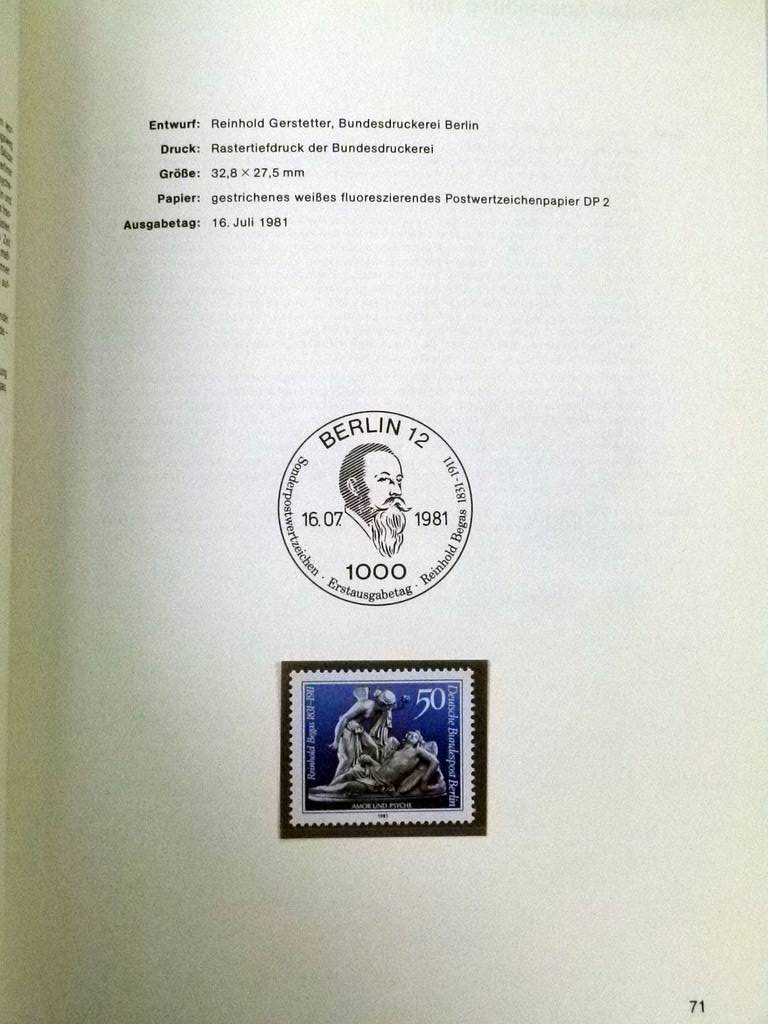 Entwurf: Reinhold Gerstetter, Bundesdruckerei Berlin
Druck: Rastertiefdruck der Bundesdruckerei
Größe: 32,8 × 27,5 mm
Papier: gestrichenes weißes fluoreszierendes Postwertzeichenpapier DP 2
Ausgabetag: 16. Juli 1981
BERLIN 12
16.07. 1981
1000
Sonderpostwertzeichen · Erstausgabetag · Reinhold Begas 1831-1911
50
Reinhold Begas 1831-1911
Deutsche Bundespost Berlin
AMOR UND PSYCHE
1981
71